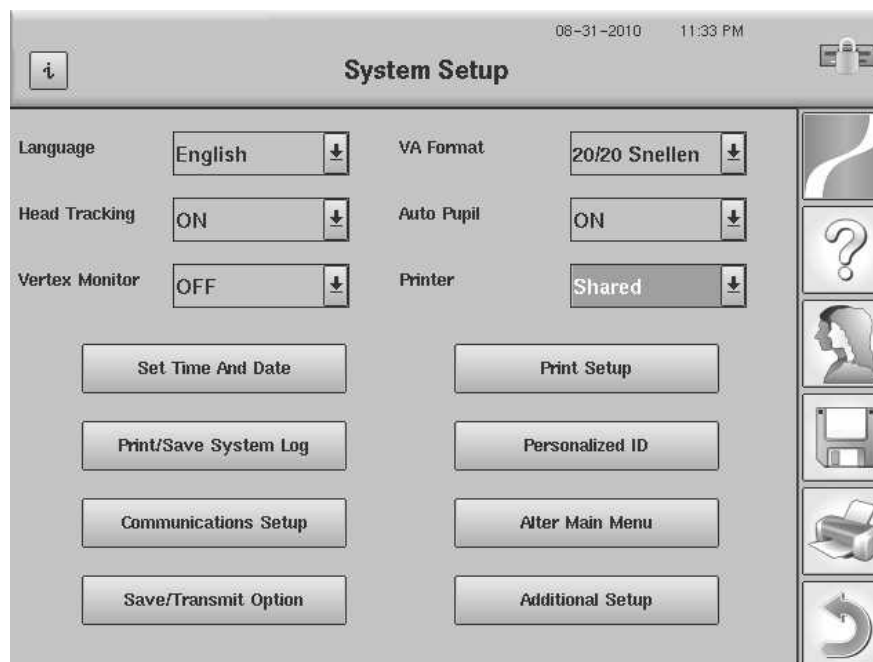 08-31-2010 11:33 PM
i
System Setup
Language English VA Format 20/20 Snellen
Head Tracking ON Auto Pupil ON
Vertex Monitor OFF Printer Shared
Set Time And Date Print Setup
Print/Save System Log Personalized ID
Communications Setup Alter Main Menu
Save/Transmit Option Additional Setup
?